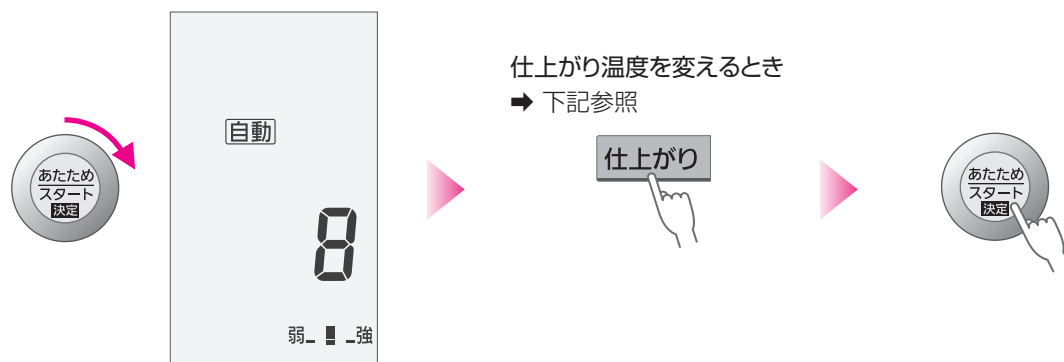 あたため
スタート
決定
自動
8
弱 強
仕上がり温度を変えるとき
➡ 下記参照
仕上がり
あたため
スタート
決定